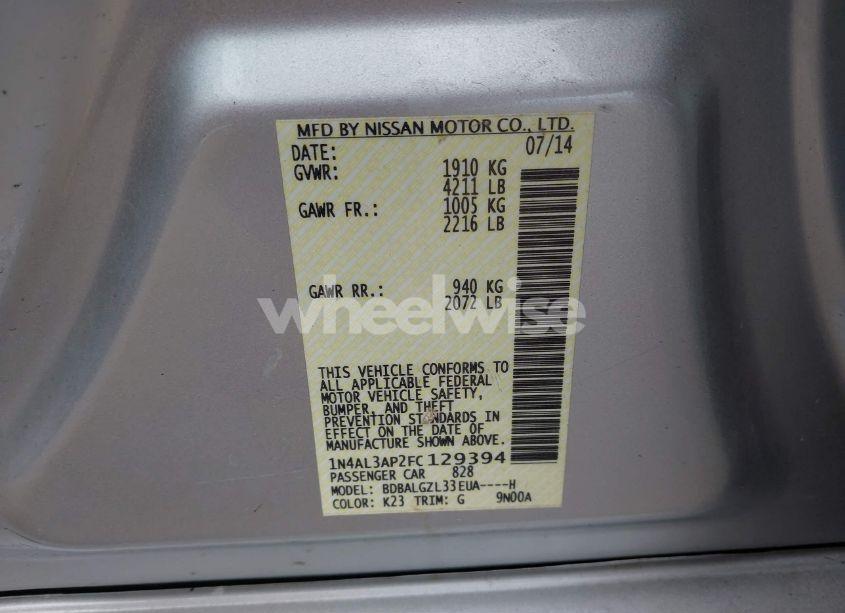 MFD BY NISSAN MOTOR CO., LTD.
DATE: 07/14
GVWR: 1910 KG
4211 LB
GAWR FR.: 1005 KG
2216 LB
GAWR RR.: 940 KG
2072 LB
wheelwise
THIS VEHICLE CONFORMS TO
ALL APPLICABLE FEDERAL
MOTOR VEHICLE SAFETY,
BUMPER, AND THEFT
PREVENTION STANDARDS IN
EFFECT ON THE DATE OF
MANUFACTURE SHOWN ABOVE.
1N4AL3AP2FC129394
PASSENGER CAR 828
MODEL: BDBALGZL33EUA----H
COLOR: K23 TRIM: G 9N00A